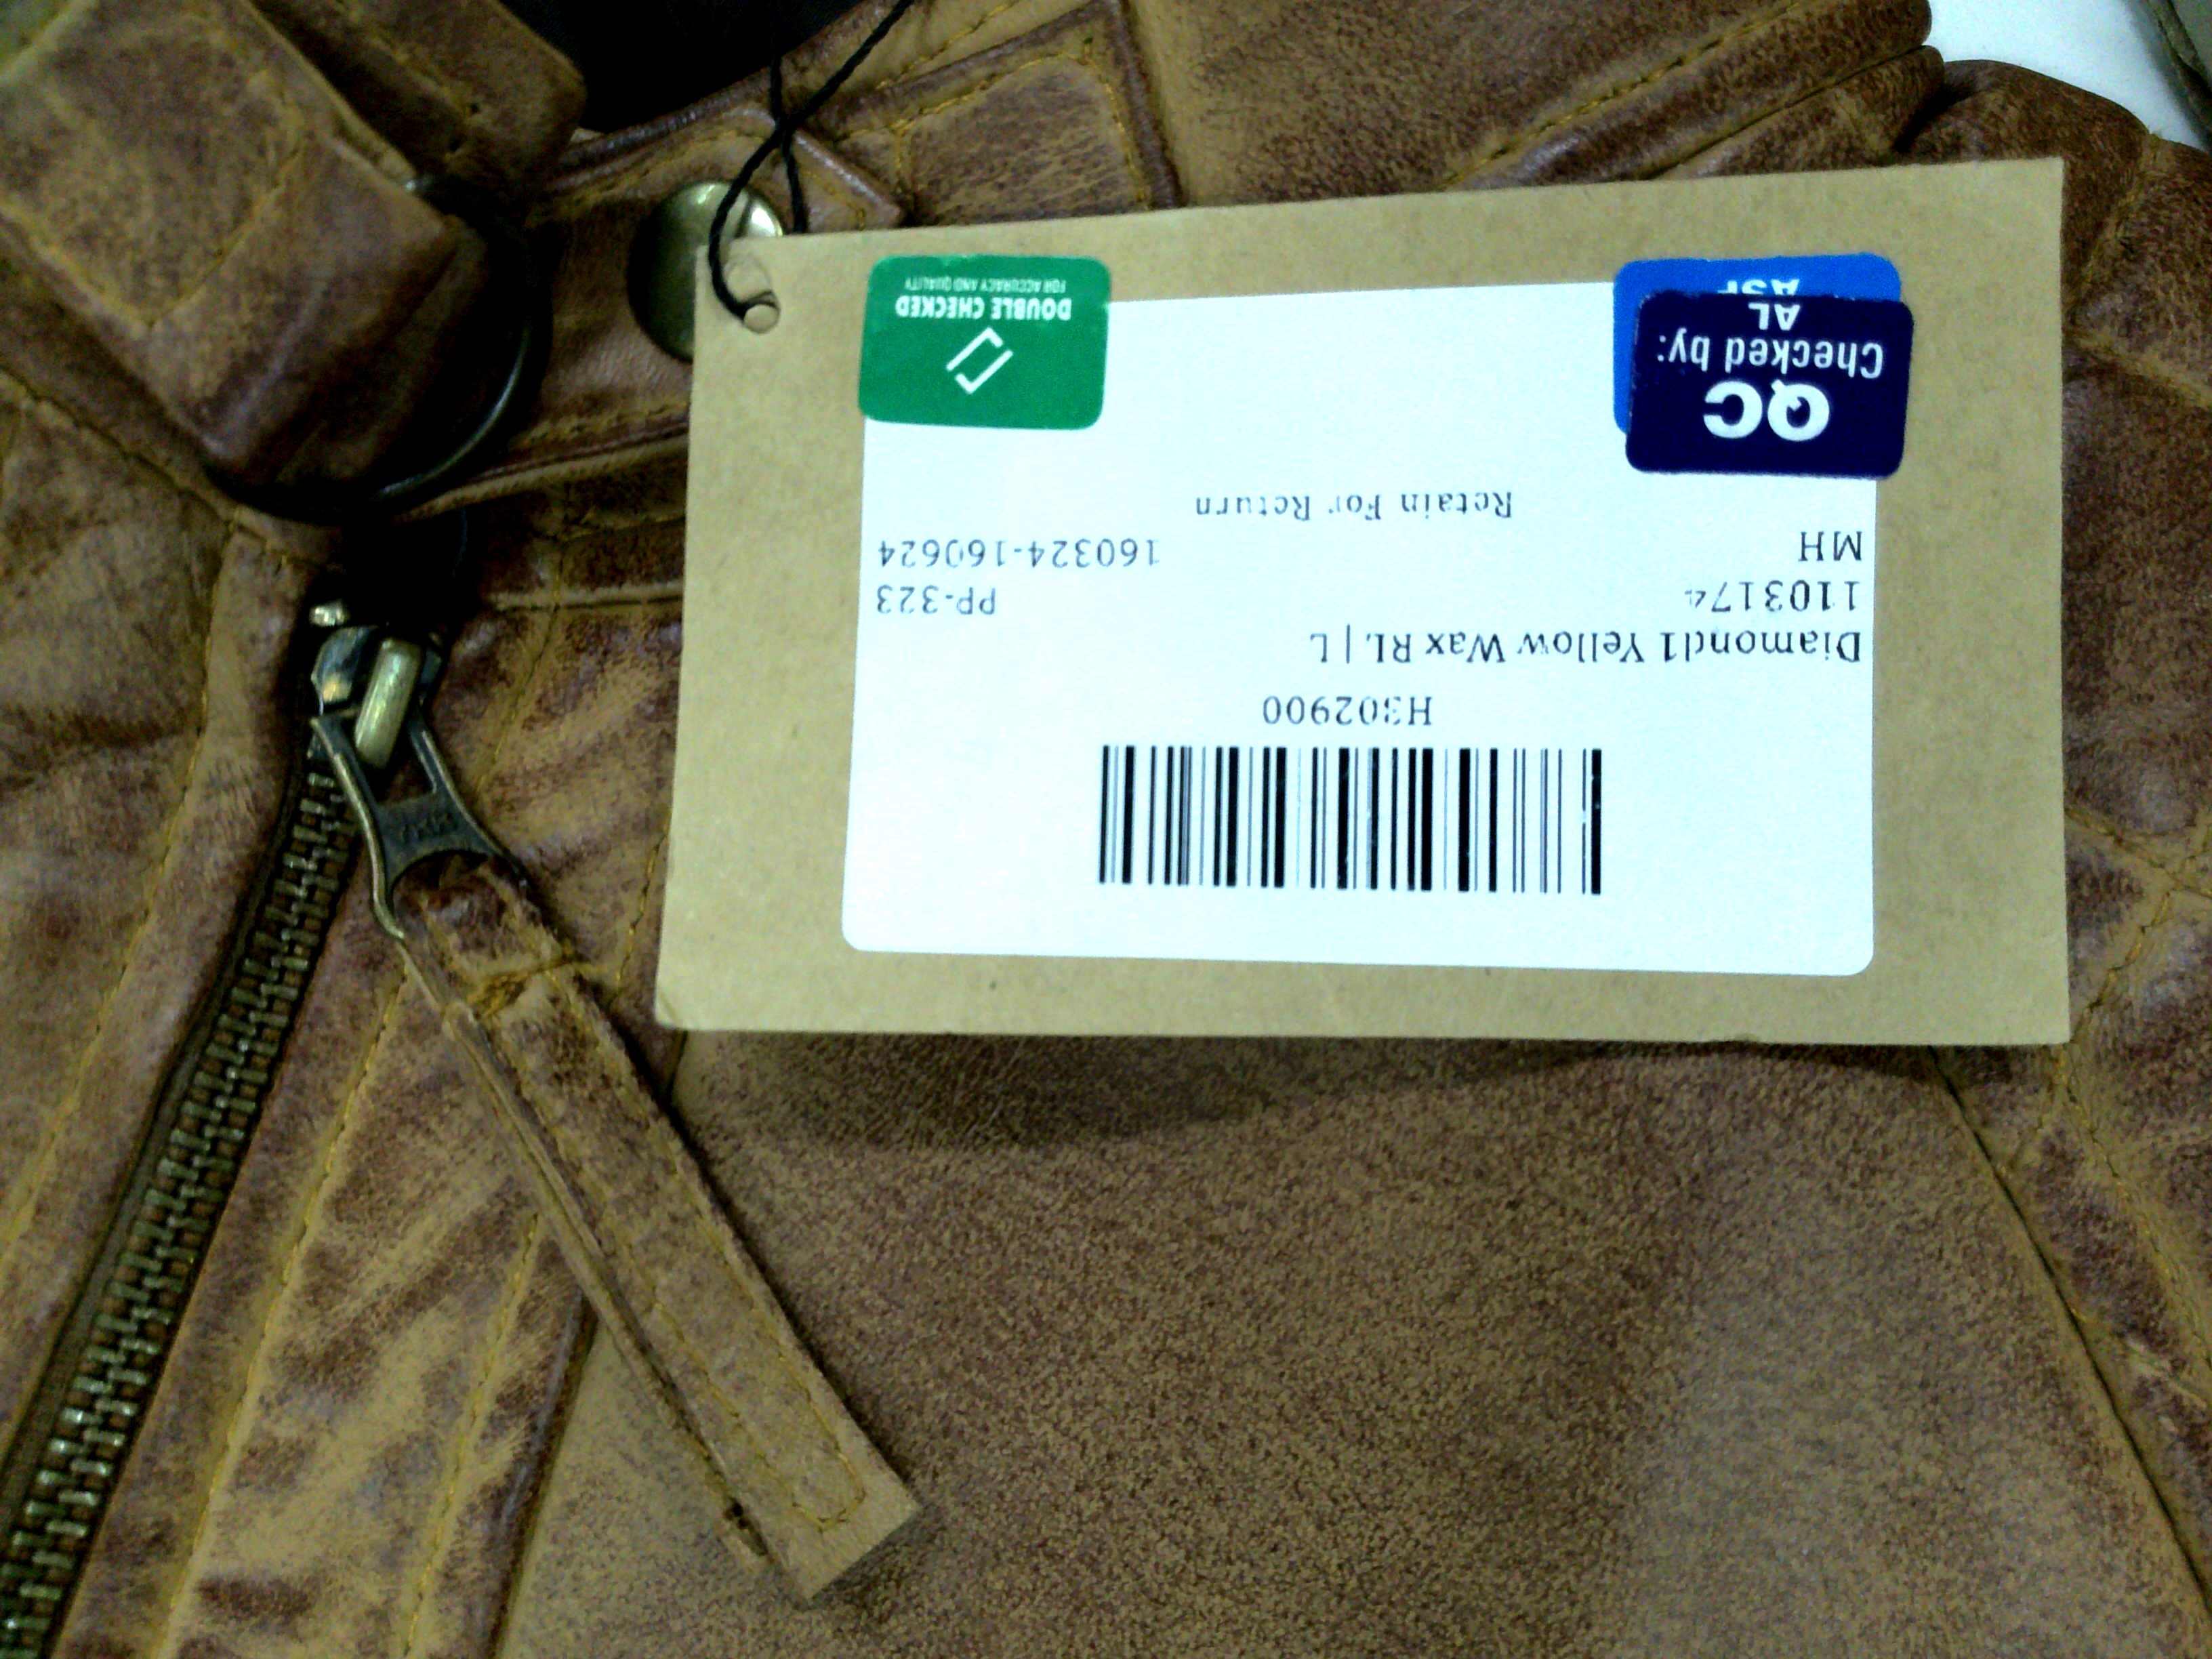 H302900
Diamond1 Yellow Wax RL | L
1103174 PP-323
MH 160324-160624
Retain For Return
QC
Checked by:
AL
DOUBLE CHECKED
FOR ACCURACY AND QUALITY
YKK